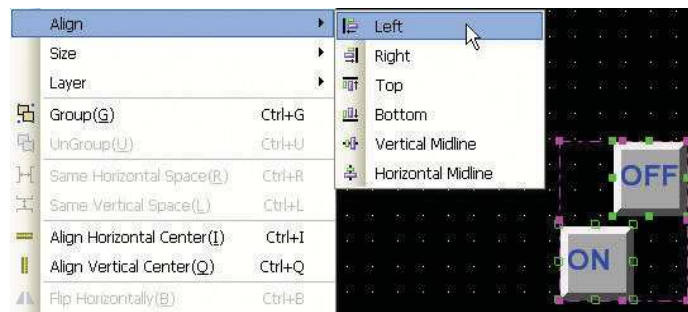 Align
Size
Layer
Group(G) Ctrl+G
UnGroup(U) Ctrl+U
Same Horizontal Space(R) Ctrl+R
Same Vertical Space(L) Ctrl+L
Align Horizontal Center(I) Ctrl+I
Align Vertical Center(Q) Ctrl+Q
Flip Horizontally(B) Ctrl+B
Left
Right
Top
Bottom
Vertical Midline
Horizontal Midline
OFF
ON